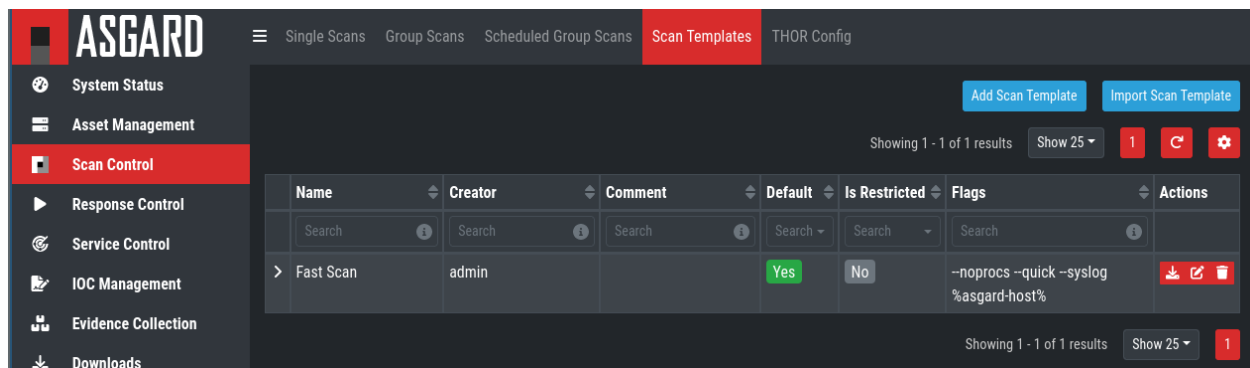 ASGARD
Single Scans Group Scans Scheduled Group Scans Scan Templates THOR Config
System Status
Asset Management
Scan Control
Response Control
Service Control
IOC Management
Evidence Collection
Downloads
Add Scan Template Import Scan Template
Showing 1 - 1 of 1 results Show 25 1
Name Creator Comment Default Is Restricted Flags Actions
Search Search Search Search Search Search
Fast Scan admin Yes No --noprocs --quick --syslog
%asgard-host%
Showing 1 - 1 of 1 results Show 25 1